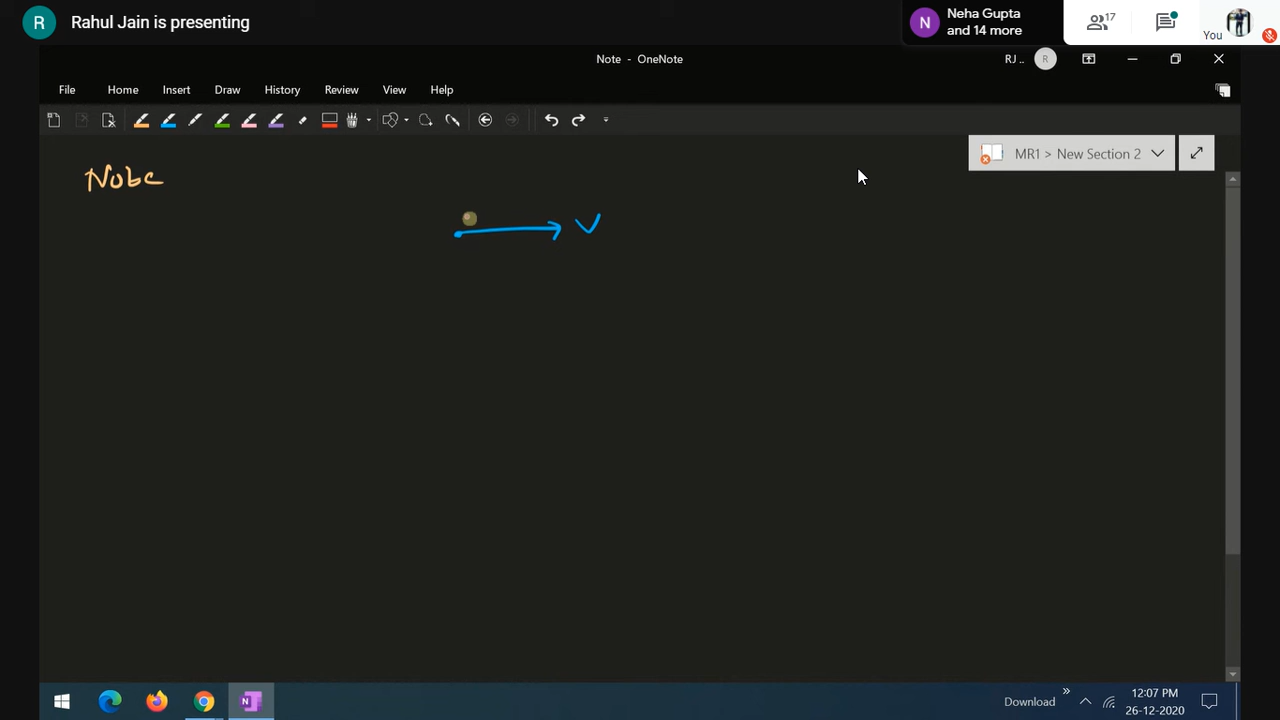 R Rahul Jain is presenting
N Neha Gupta and 14 more
17
You
Note - OneNote
RJ .. R
File Home Insert Draw History Review View Help
MR1 > New Section 2
Note
V
Download » 12:07 PM
26-12-2020